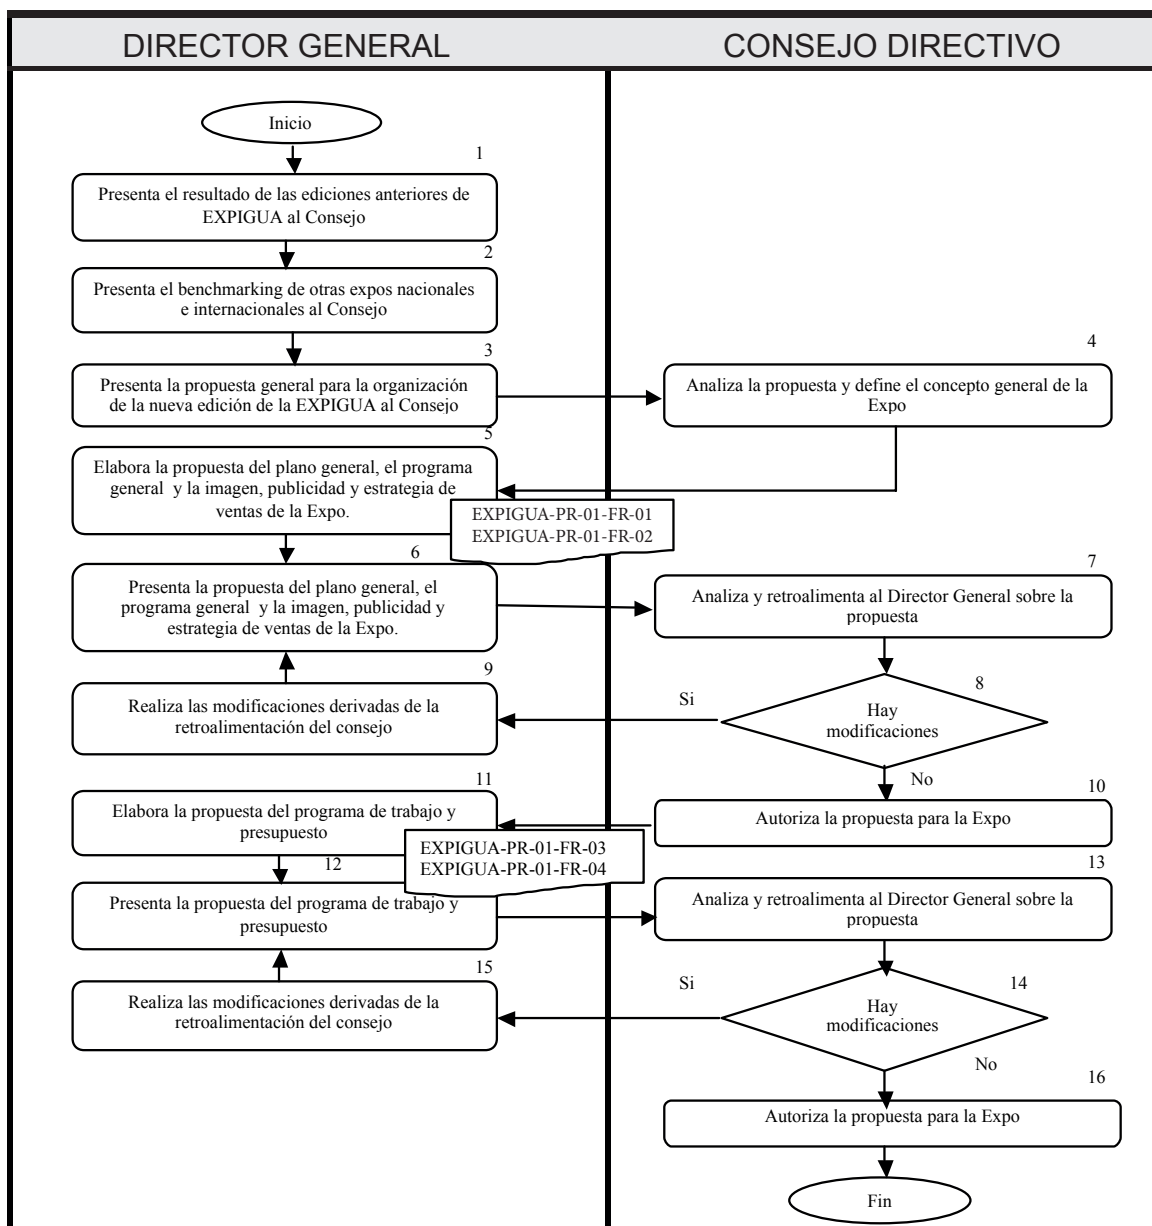 DIRECTOR GENERAL
CONSEJO DIRECTIVO
Inicio
1
Presenta el resultado de las ediciones anteriores de
EXPIGUA al Consejo
2
Presenta el benchmarking de otras expos nacionales
e internacionales al Consejo
3
Presenta la propuesta general para la organización
de la nueva edición de la EXPIGUA al Consejo
4
Analiza la propuesta y define el concepto general de la
Expo
5
Elabora la propuesta del plano general, el programa
general y la imagen, publicidad y estrategia de
ventas de la Expo.
EXPIGUA-PR-01-FR-01
EXPIGUA-PR-01-FR-02
6
Presenta la propuesta del plano general, el
programa general y la imagen, publicidad y
estrategia de ventas de la Expo.
7
Analiza y retroalimenta al Director General sobre la
propuesta
8
Hay
modificaciones
Si
No
9
Realiza las modificaciones derivadas de la
retroalimentación del consejo
10
Autoriza la propuesta para la Expo
11
Elabora la propuesta del programa de trabajo y
presupuesto
EXPIGUA-PR-01-FR-03
EXPIGUA-PR-01-FR-04
12
Presenta la propuesta del programa de trabajo y
presupuesto
13
Analiza y retroalimenta al Director General sobre la
propuesta
14
Hay
modificaciones
Si
No
15
Realiza las modificaciones derivadas de la
retroalimentación del consejo
16
Autoriza la propuesta para la Expo
Fin